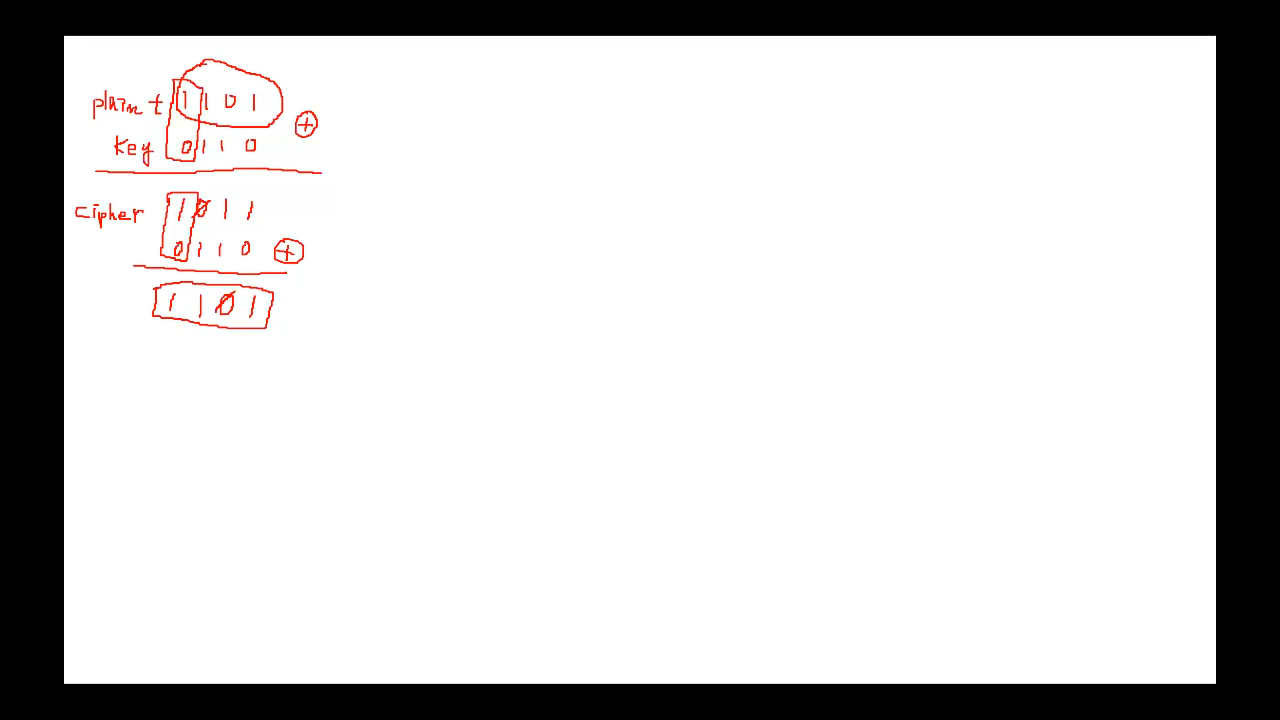 plain t 1 1 0 1
⊕
key 0 1 1 0
cipher 1 0 1 1
0 1 1 0 ⊕
1 1 0 1